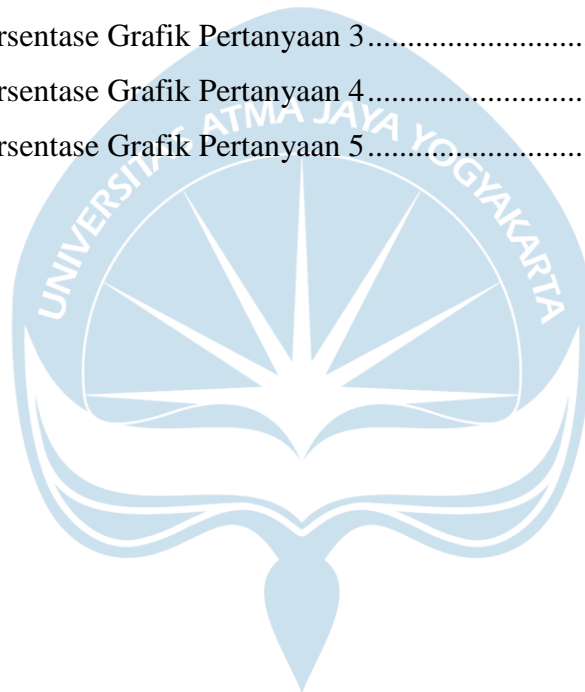 rsentase Grafik Pertanyaan 3............................
rsentase Grafik Pertanyaan 4............................
rsentase Grafik Pertanyaan 5............................
UNIVERSITAS ATMA JAYA YOGYAKARTA